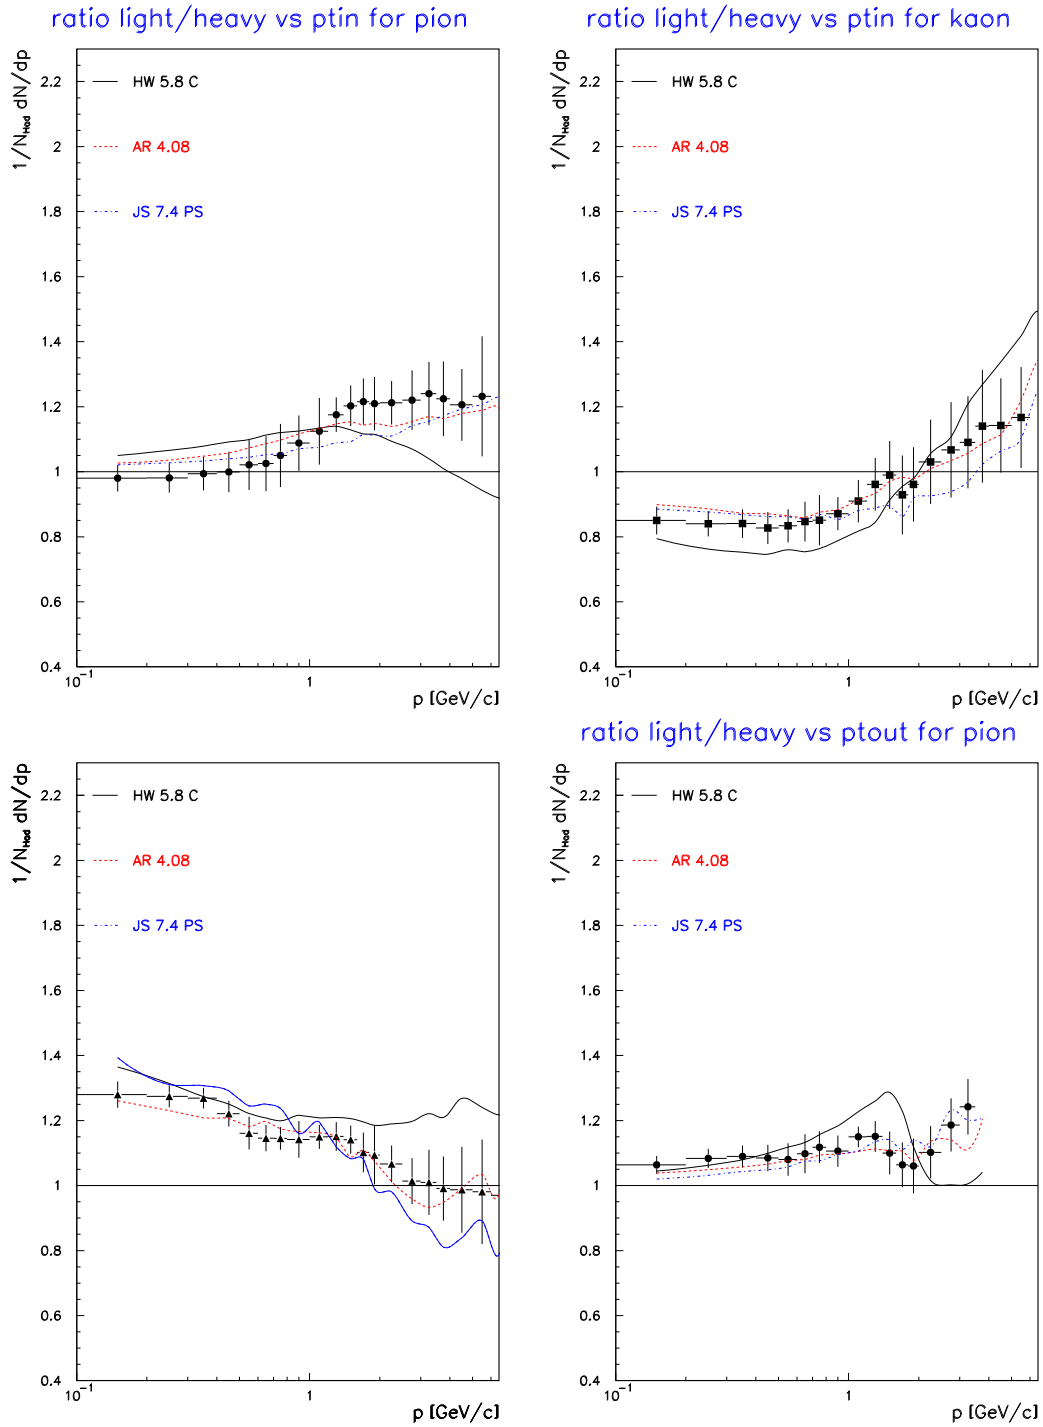 ratio light/heavy vs ptin for pion
1/N_Had dN/dp
2.2
2
1.8
1.6
1.4
1.2
1
0.8
0.6
0.4
HW 5.8 C
AR 4.08
JS 7.4 PS
10^-1
1
p [GeV/c]
ratio light/heavy vs ptin for kaon
1/N_Had dN/dp
2.2
2
1.8
1.6
1.4
1.2
1
0.8
0.6
0.4
HW 5.8 C
AR 4.08
JS 7.4 PS
10^-1
1
p [GeV/c]
1/N_Had dN/dp
2.2
2
1.8
1.6
1.4
1.2
1
0.8
0.6
0.4
HW 5.8 C
AR 4.08
JS 7.4 PS
10^-1
1
p [GeV/c]
ratio light/heavy vs ptout for pion
1/N_Had dN/dp
2.2
2
1.8
1.6
1.4
1.2
1
0.8
0.6
0.4
HW 5.8 C
AR 4.08
JS 7.4 PS
10^-1
1
p [GeV/c]